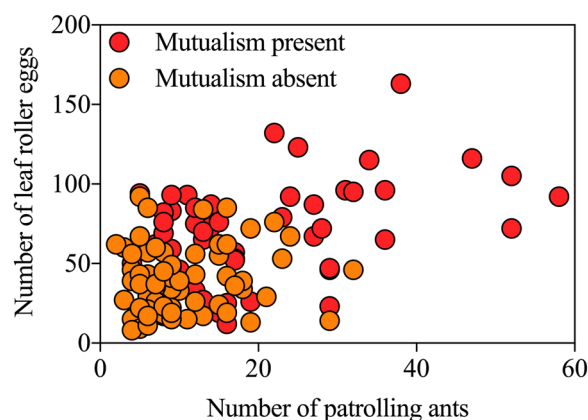 200
Mutualism present
Mutualism absent
150
100
50
0
Number of leaf roller eggs
0
20
40
60
Number of patrolling ants